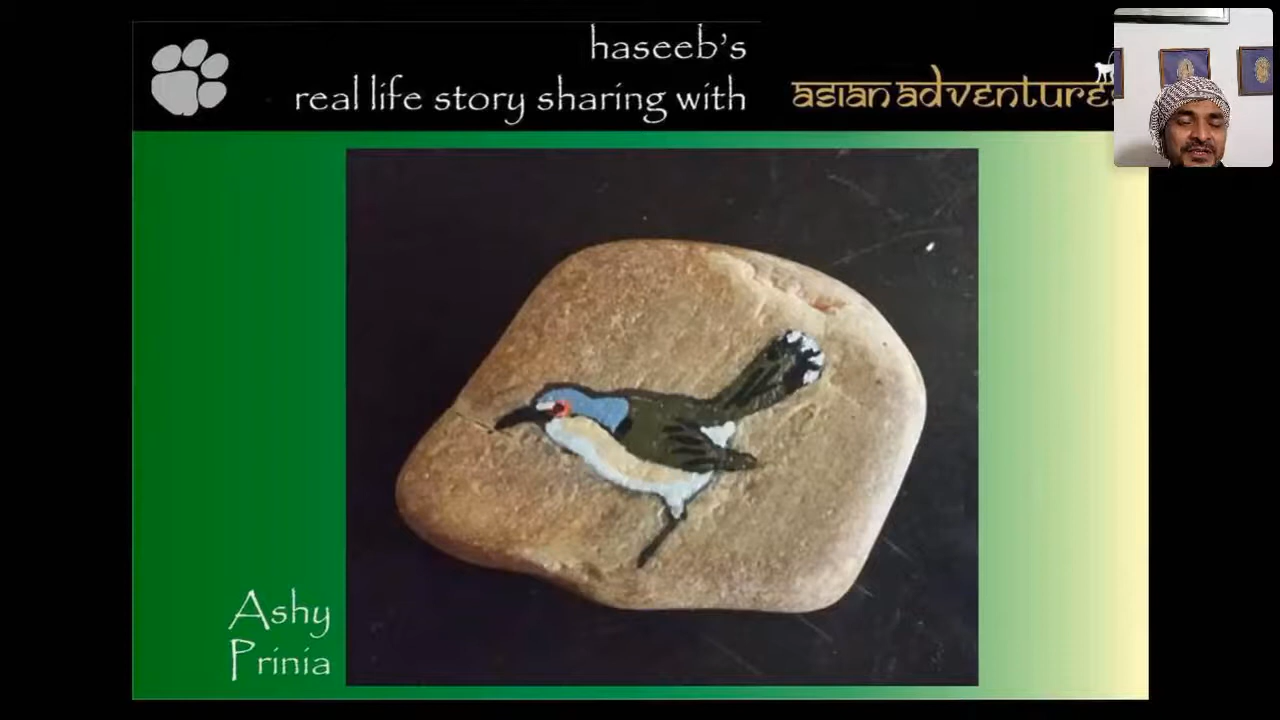 haseeb's
real life story sharing with
asian adventures
Ashy
Prinia